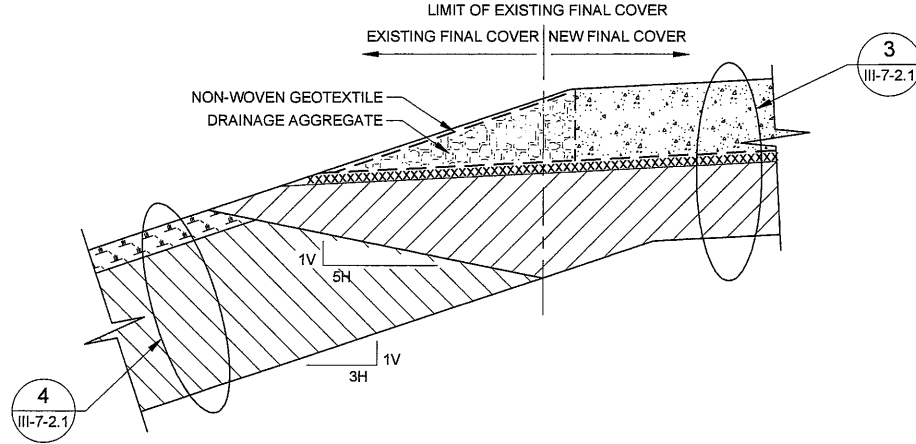 LIMIT OF EXISTING FINAL COVER
EXISTING FINAL COVER NEW FINAL COVER
3
III-7-2.1
NON-WOVEN GEOTEXTILE
DRAINAGE AGGREGATE
1V
5H
1V
3H
4
III-7-2.1